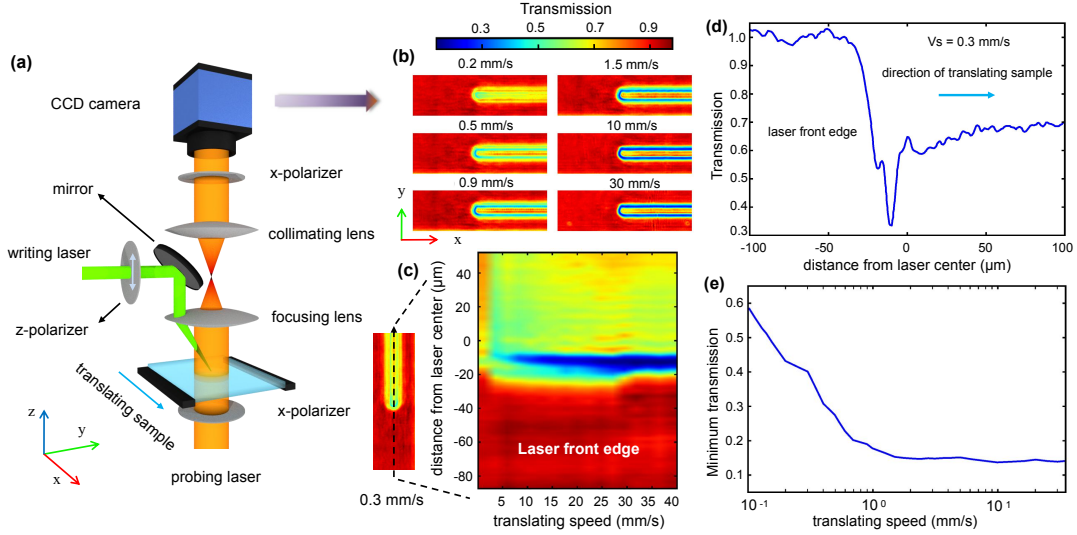 (a)
CCD camera
x-polarizer
mirror
collimating lens
writing laser
z-polarizer
focusing lens
translating sample
x-polarizer
probing laser
z
y
x
Transmission
0.3 0.5 0.7 0.9
(b)
0.2 mm/s 1.5 mm/s
0.5 mm/s 10 mm/s
0.9 mm/s 30 mm/s
y
x
(c)
distance from laser center (μm)
40
20
0
-20
-40
-60
-80
Laser front edge
5 10 15 20 25 30 35 40
translating speed (mm/s)
0.3 mm/s
(d)
Transmission
1.0
0.9
0.8
0.7
0.6
0.5
0.4
0.3
Vs = 0.3 mm/s
direction of translating sample
laser front edge
-100 -50 0 50 100
distance from laser center (μm)
(e)
Minimum transmission
0.6
0.5
0.4
0.3
0.2
0.1
10⁻¹ 10⁰ 10¹
translating speed (mm/s)